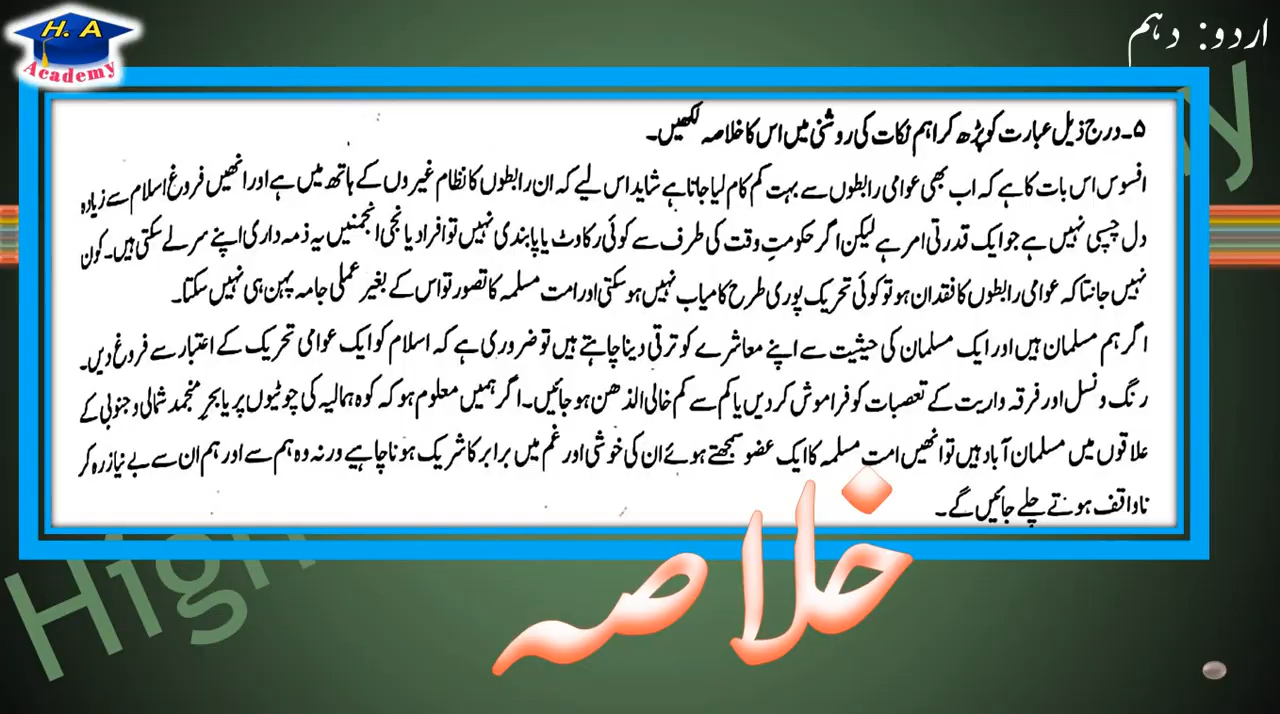 H. A
Academy
اردو: دہم
۵۔ درج ذیل عبارت کو پڑھ کر اہم نکات کی روشنی میں اس کا خلاصہ لکھیں۔
افسوس اس بات کا ہے کہ اب بھی عوامی رابطوں سے بہت کم کام لیا جاتا ہے شاید اس لیے کہ ان رابطوں کا نظام غیروں کے ہاتھ میں ہے اور انھیں فروغِ اسلام سے زیادہ
دل چسپی نہیں ہے جو ایک قدرتی امر ہے لیکن اگر حکومتِ وقت کی طرف سے کوئی رکاوٹ یا پابندی نہیں تو افراد یا نجی انجمنیں یہ ذمہ داری اپنے سر لے سکتی ہیں۔ کون
نہیں جانتا کہ عوامی رابطوں کا فقدان ہو تو کوئی تحریک پوری طرح کامیاب نہیں ہو سکتی اور امت مسلمہ کا تصور تو اس کے بغیر عملی جامہ پہن ہی نہیں سکتا۔
اگر ہم مسلمان ہیں اور ایک مسلمان کی حیثیت سے اپنے معاشرے کو ترقی دینا چاہتے ہیں تو ضروری ہے کہ اسلام کو ایک عوامی تحریک کے اعتبار سے فروغ دیں۔
رنگ و نسل اور فرقہ واریت کے تعصبات کو فراموش کر دیں یا کم سے کم خالی الذھن ہو جائیں۔ اگر ہمیں معلوم ہو کہ کوہ ہمالیہ کی چوٹیوں پر یا بحرِ منجمد شمالی و جنوبی کے
علاقوں میں مسلمان آباد ہیں تو انھیں امت مسلمہ کا ایک عضو سمجھتے ہوئے ان کی خوشی اور غم میں برابر کا شریک ہونا چاہیے ورنہ وہ ہم سے اور ہم ان سے بے نیاز رہ کر
ناواقف ہوتے چلے جائیں گے۔
خلاصہ
High
y